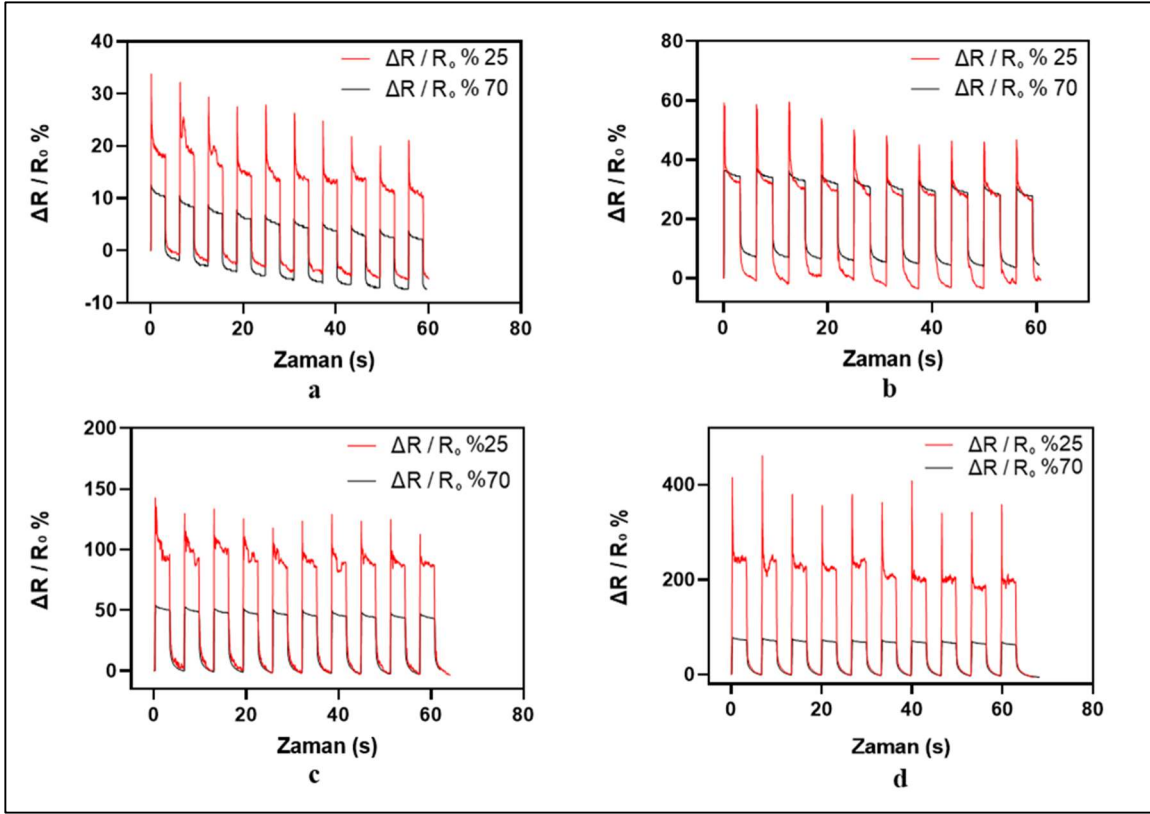 40
30
20
10
0
-10
ΔR / R₀ %
ΔR / R₀ % 25
ΔR / R₀ % 70
0 20 40 60 80
Zaman (s)
a
80
60
40
20
0
ΔR / R₀ %
ΔR / R₀ % 25
ΔR / R₀ % 70
0 20 40 60
Zaman (s)
b
200
150
100
50
0
ΔR / R₀ %
ΔR / R₀ %25
ΔR / R₀ %70
0 20 40 60 80
Zaman (s)
c
400
200
0
ΔR / R₀ %
ΔR / R₀ %25
ΔR / R₀ %70
0 20 40 60 80
Zaman (s)
d